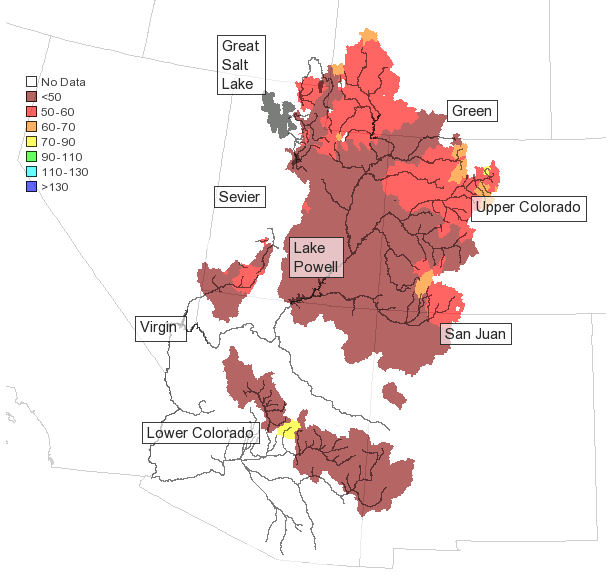 Great
Salt
Lake
No Data
<50
50-60
60-70
70-90
90-110
110-130
>130
Green
Sevier
Upper Colorado
Lake
Powell
Virgin
San Juan
Lower Colorado